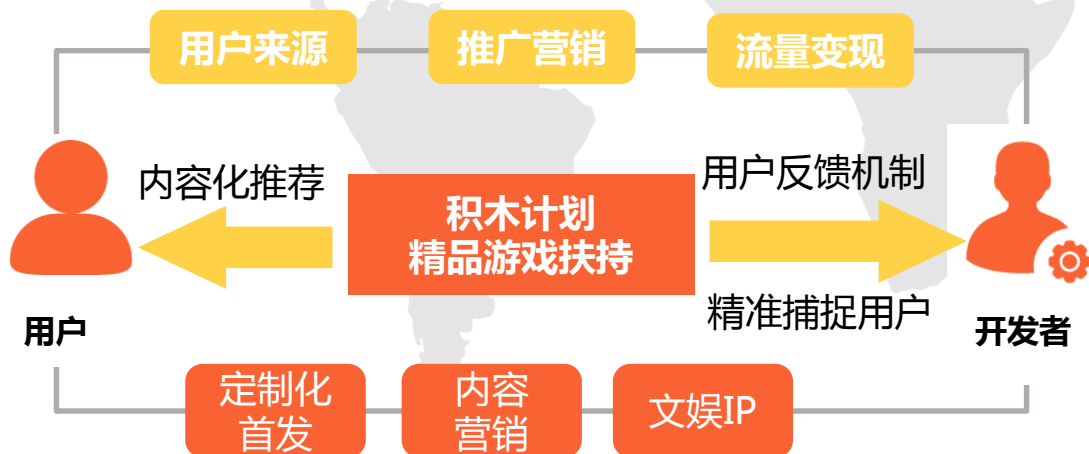 用户来源
推广营销
流量变现
内容化推荐
用户反馈机制
积木计划
精品游戏扶持
精准捕捉用户
用户
开发者
定制化
首发
内容
营销
文娱IP